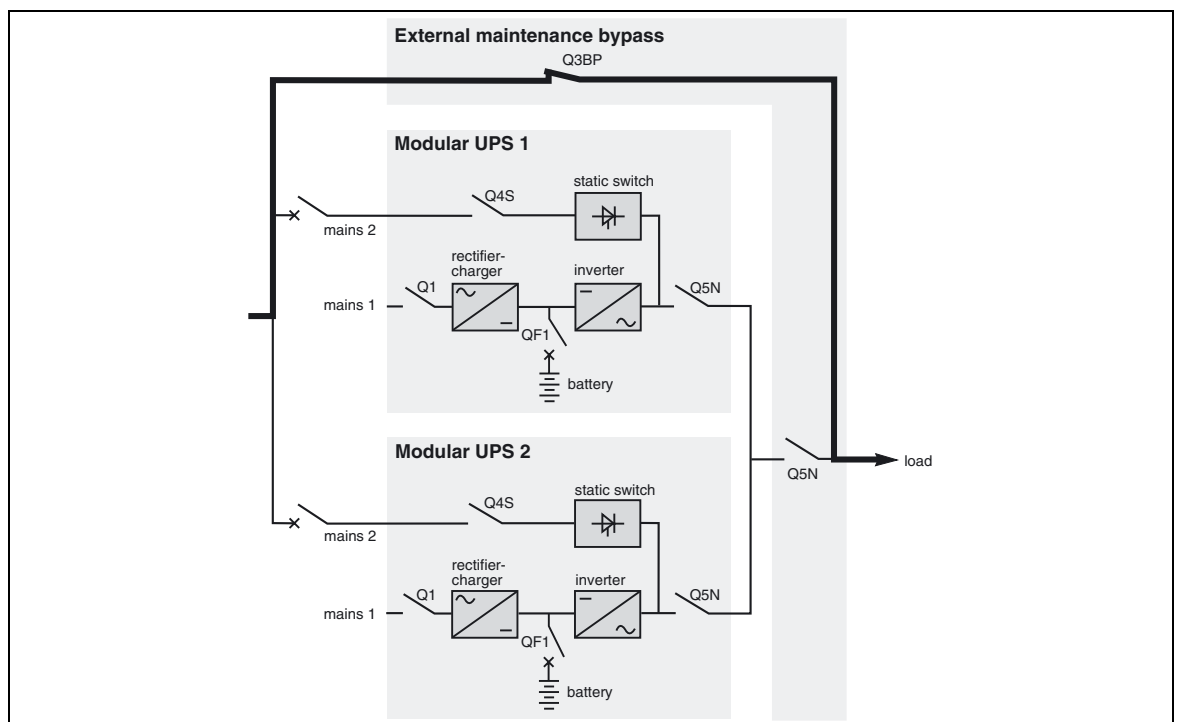 External maintenance bypass
Q3BP
Modular UPS 1
static switch
Q4S
mains 2
rectifier-
charger
inverter
Q1
Q5N
mains 1
QF1
battery
Modular UPS 2
load
Q5N
static switch
Q4S
mains 2
rectifier-
charger
inverter
Q1
Q5N
mains 1
QF1
battery